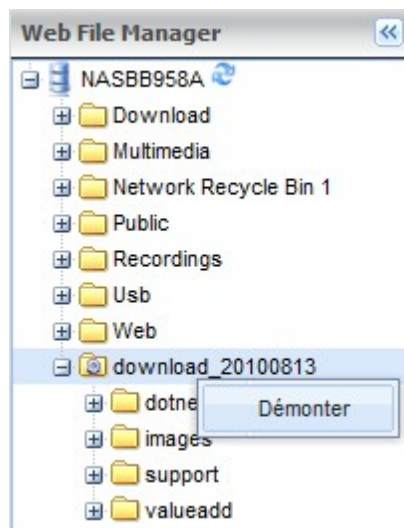 Web File Manager
NASBB958A
Download
Multimedia
Network Recycle Bin 1
Public
Recordings
Usb
Web
download_20100813
dotne
Démonter
images
support
valueadd